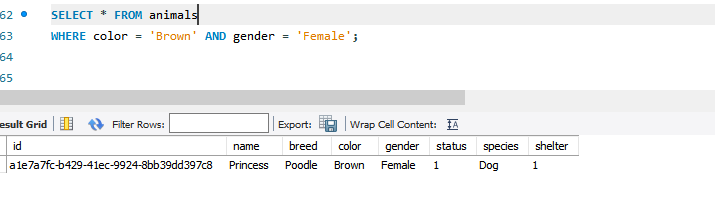 62 SELECT * FROM animals
63 WHERE color = 'Brown' AND gender = 'Female';
64
65
esult Grid Filter Rows: Export: Wrap Cell Content:
id name breed color gender status species shelter
a1e7a7fc-b429-41ec-9924-8bb39dd397c8 Princess Poodle Brown Female 1 Dog 1